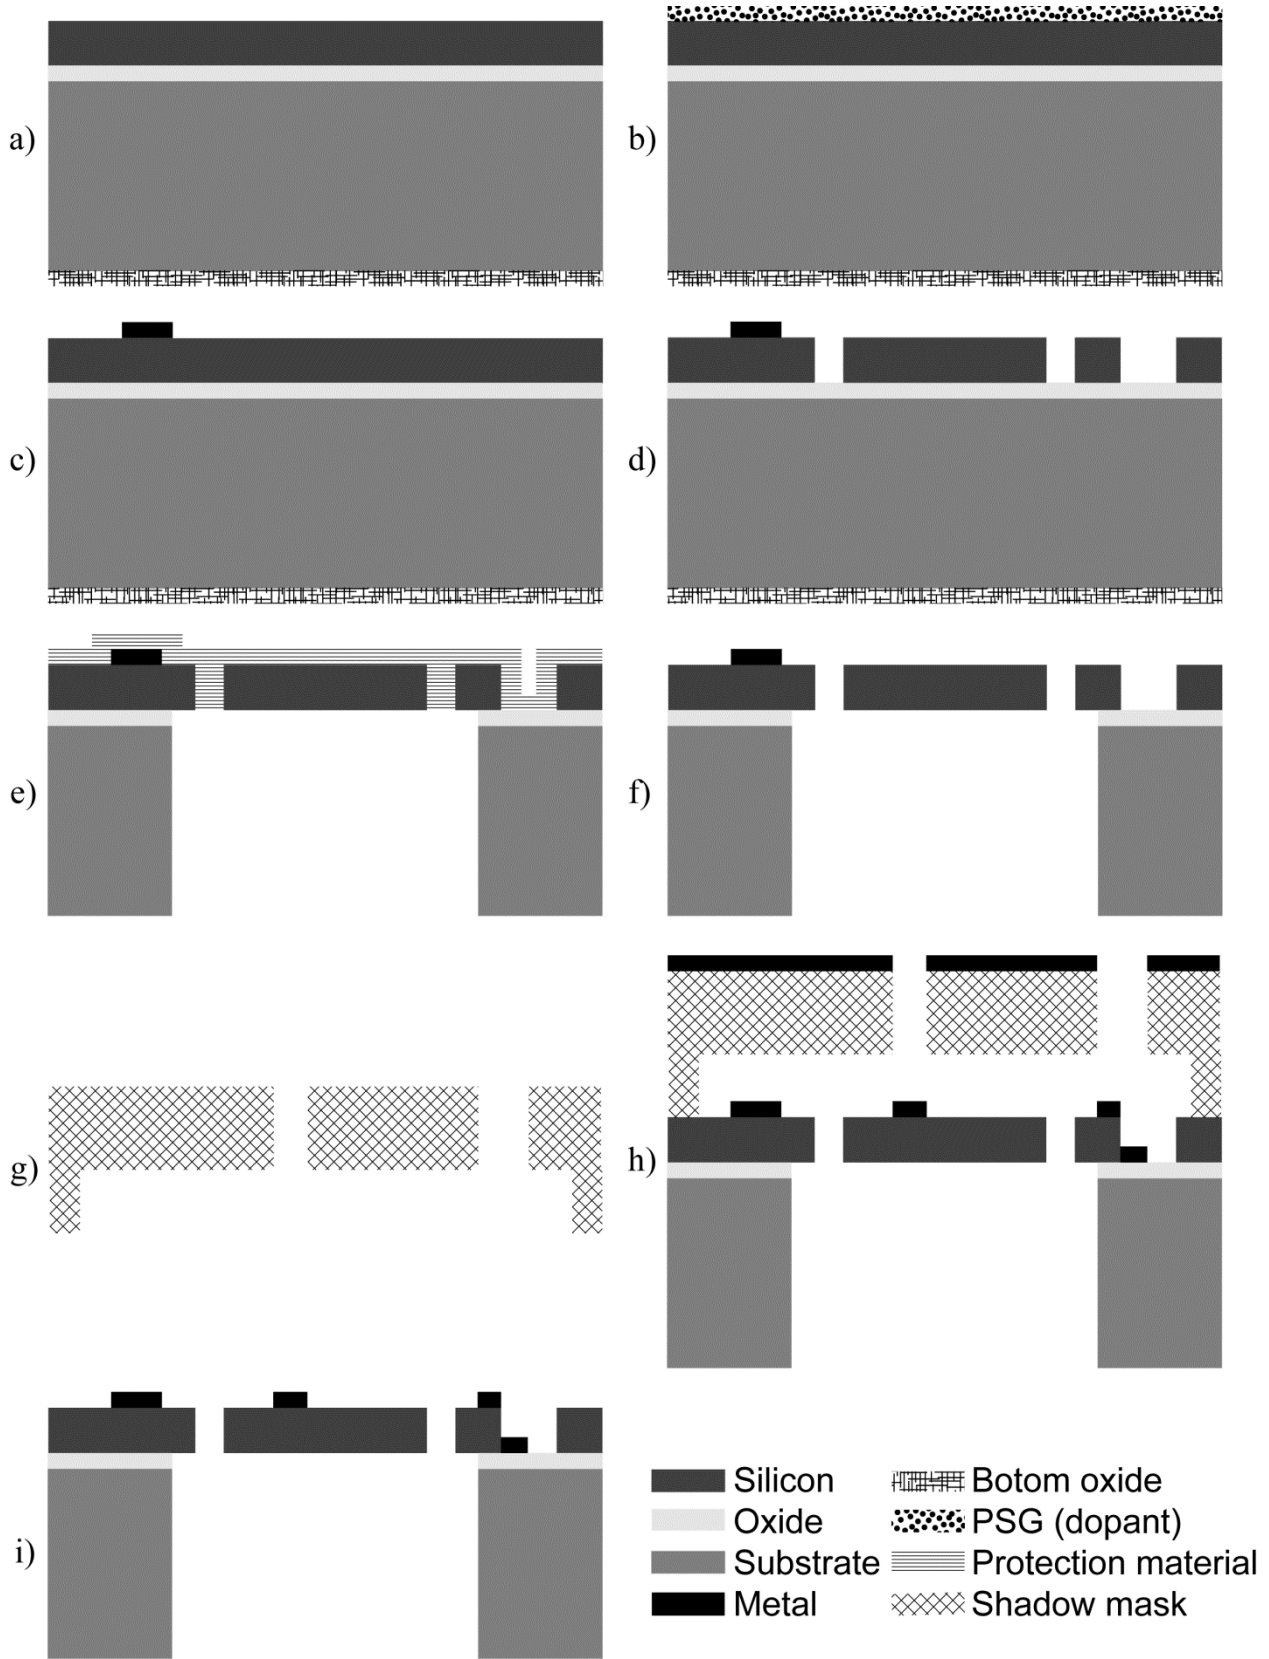 a)
b)
c)
d)
e)
f)
g)
h)
i)
Silicon
Botom oxide
Oxide
PSG (dopant)
Substrate
Protection material
Metal
Shadow mask